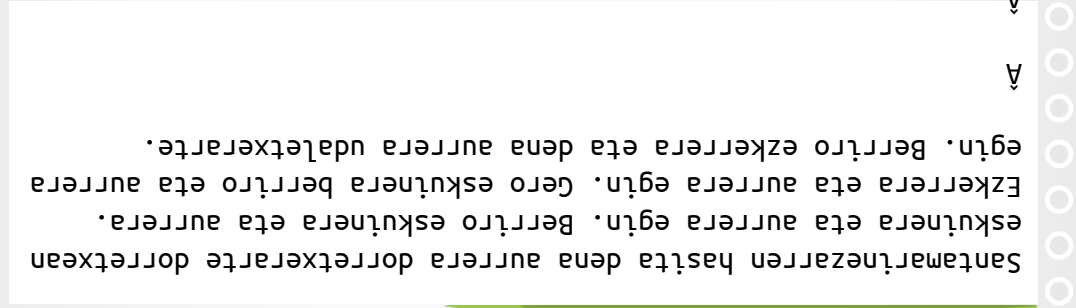 Santamarinezarren hasita dena aurrera dorretxerarte dorretxean
eskuinera eta aurrera egin. Berriro eskuinera eta aurrera.
Ezkerrera eta aurrera egin. Gero eskuinera berriro eta aurrera
egin. Berriro ezkerrera eta dena aurrera udaletxerarte.
Â
Â